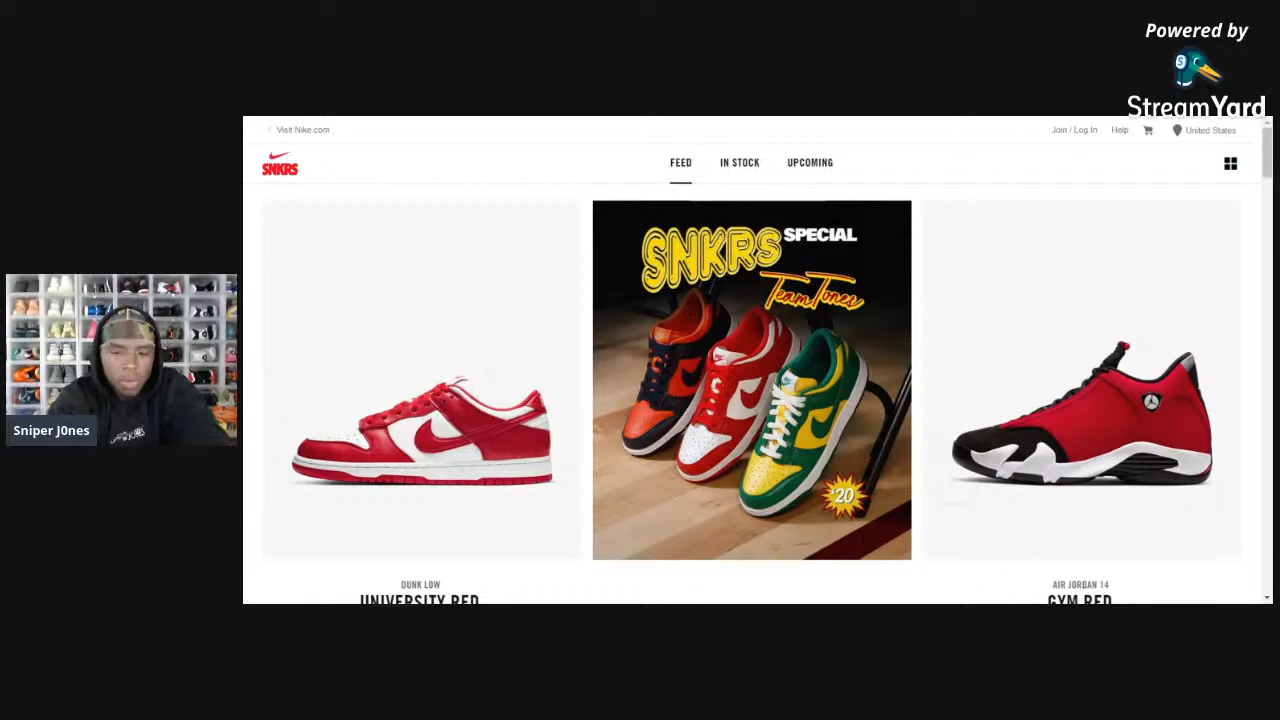 Powered by
StreamYard
Visit Nike.com
Join / Log In Help United States
SNKRS
FEED IN STOCK UPCOMING
SNKRS SPECIAL
Team Tones
'20
Sniper J0nes
DUNK LOW
UNIVERSITY RED
AIR JORDAN 14
GYM RED